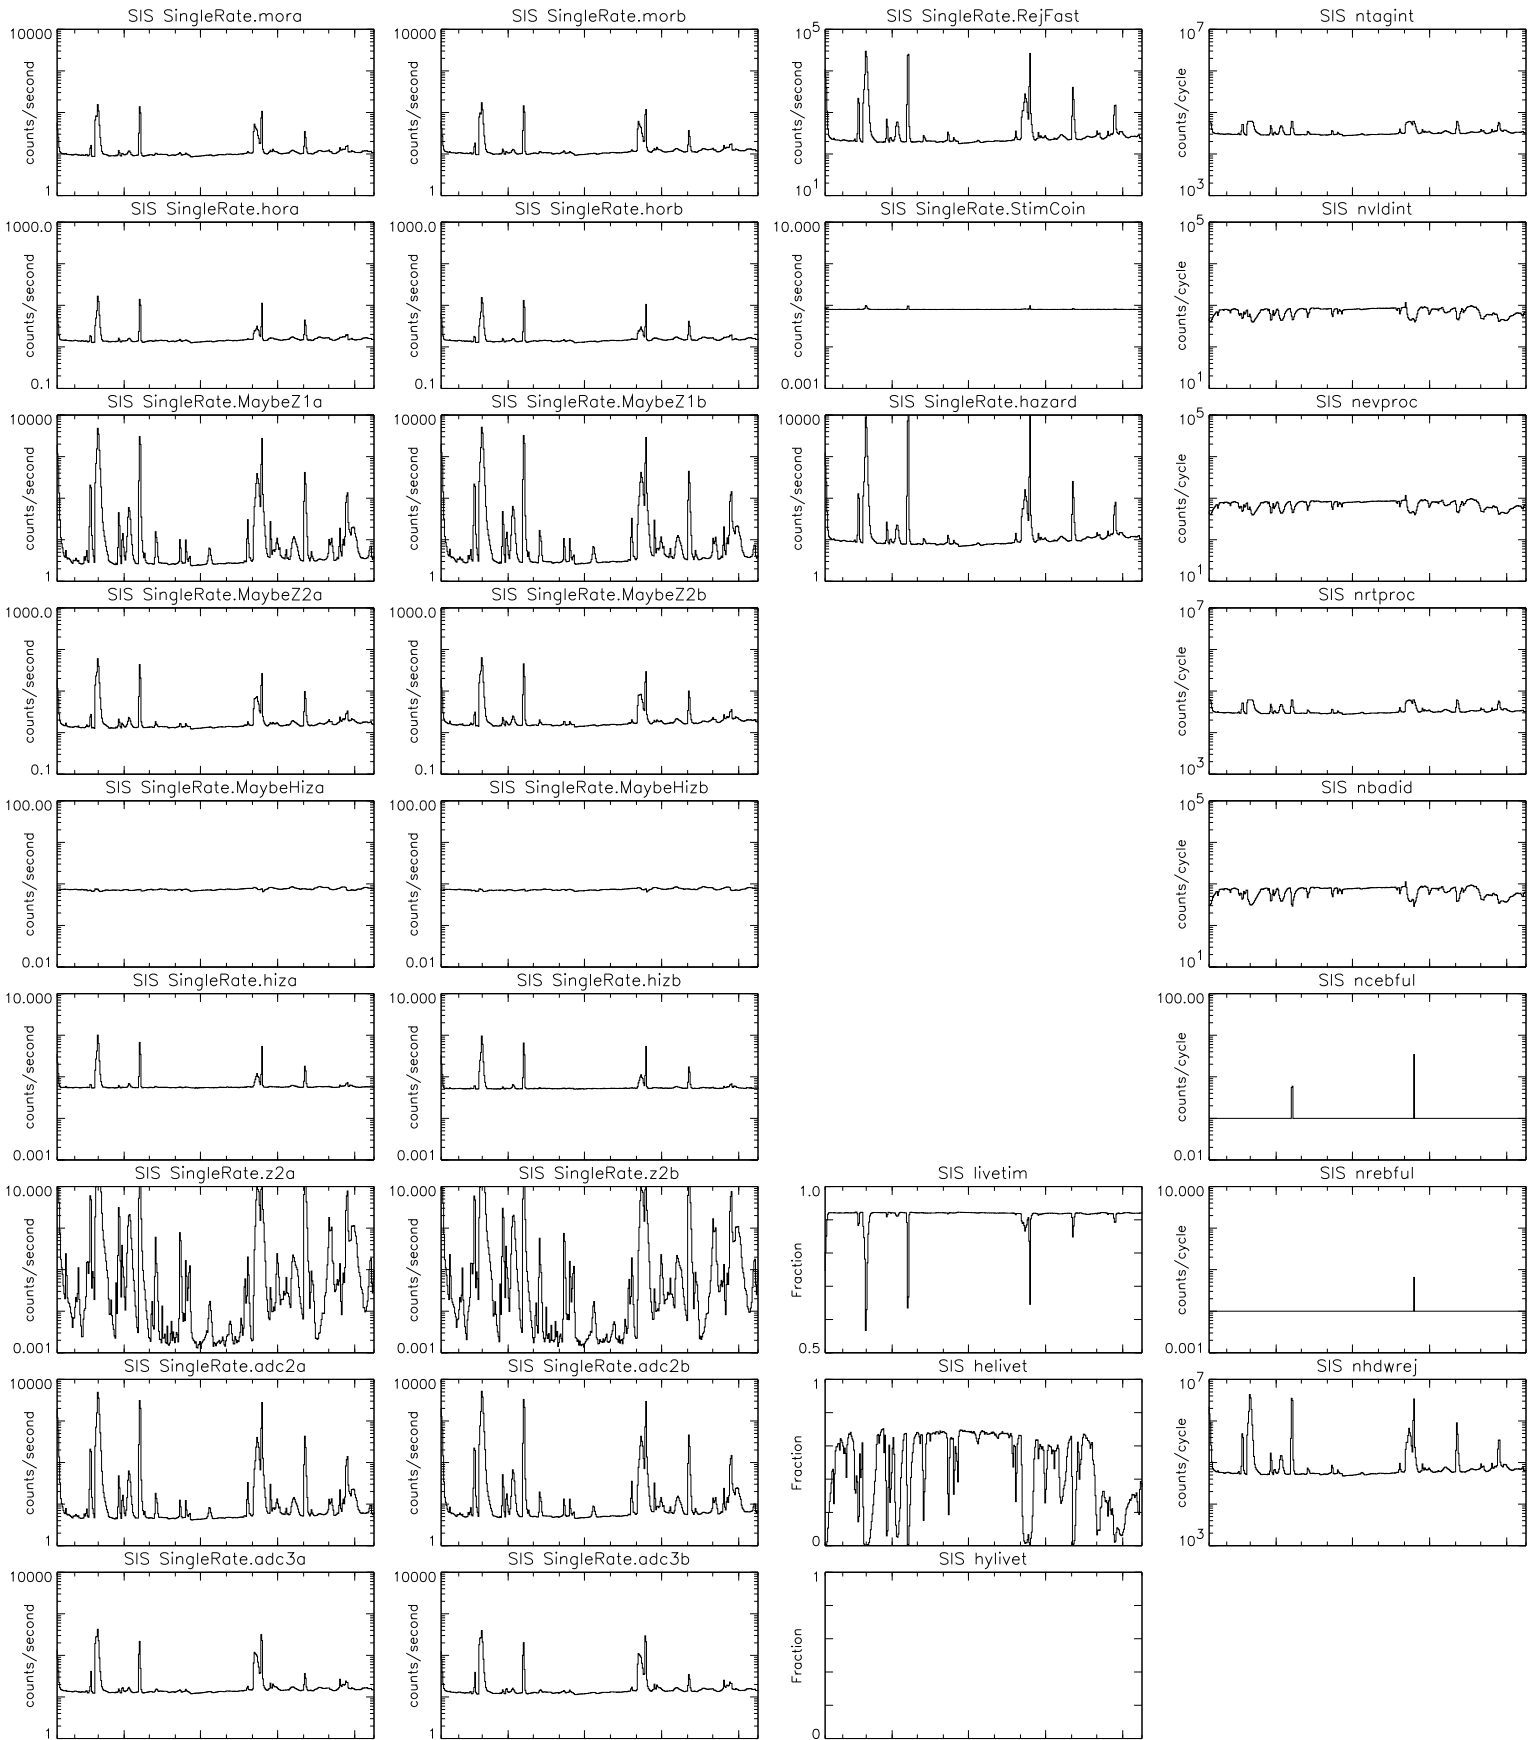 SIS SingleRate.mora
SIS SingleRate.morb
SIS SingleRate.RejFast
SIS ntagint
10000
counts/second
1
10000
counts/second
1
10^5
counts/second
10^1
10^7
counts/cycle
10^3
SIS SingleRate.hora
SIS SingleRate.horb
SIS SingleRate.StimCoin
SIS nvldint
1000.0
counts/second
0.1
1000.0
counts/second
0.1
10.000
counts/second
0.001
10^5
counts/cycle
10^1
SIS SingleRate.MaybeZ1a
SIS SingleRate.MaybeZ1b
SIS SingleRate.hazard
SIS nevproc
10000
counts/second
1
10000
counts/second
1
10000
counts/second
1
10^5
counts/cycle
10^1
SIS SingleRate.MaybeZ2a
SIS SingleRate.MaybeZ2b
SIS nrtproc
1000.0
counts/second
0.1
1000.0
counts/second
0.1
10^7
counts/cycle
10^3
SIS SingleRate.MaybeHiza
SIS SingleRate.MaybeHizb
SIS nbadid
100.00
counts/second
0.01
100.00
counts/second
0.01
10^5
counts/cycle
10^1
SIS SingleRate.hiza
SIS SingleRate.hizb
SIS ncebful
10.000
counts/second
0.001
10.000
counts/second
0.001
100.00
counts/cycle
0.01
SIS SingleRate.z2a
SIS SingleRate.z2b
SIS livetim
SIS nrebful
10.000
counts/second
0.001
10.000
counts/second
0.001
1.0
Fraction
0.5
10.000
counts/cycle
0.001
SIS SingleRate.adc2a
SIS SingleRate.adc2b
SIS helivet
SIS nhdwrej
10000
counts/second
1
10000
counts/second
1
1
Fraction
0
10^7
counts/cycle
10^3
SIS SingleRate.adc3a
SIS SingleRate.adc3b
SIS hylivet
10000
counts/second
1
10000
counts/second
1
1
Fraction
0